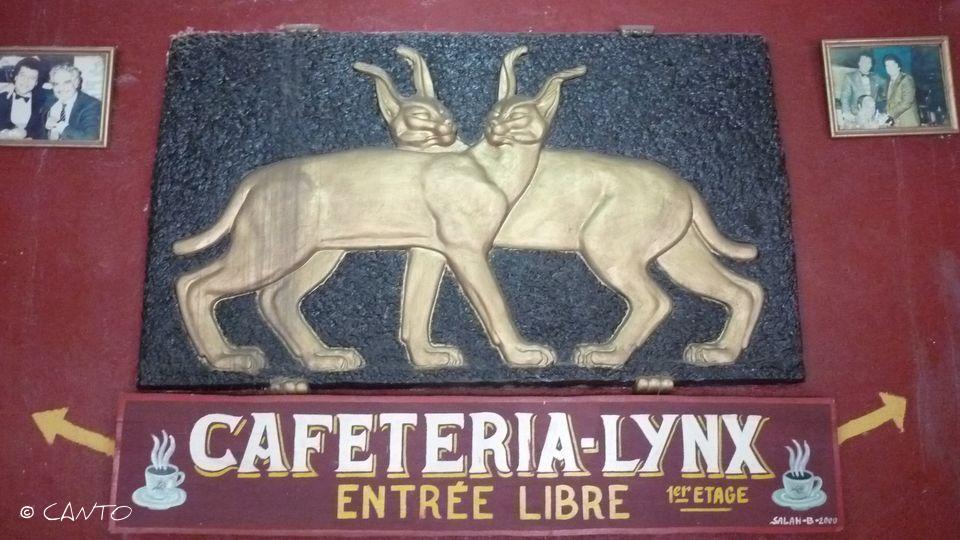 CAFETERIA-LYNX
ENTRÉE LIBRE 1er ETAGE
SALAH-B-2000
© CANTO